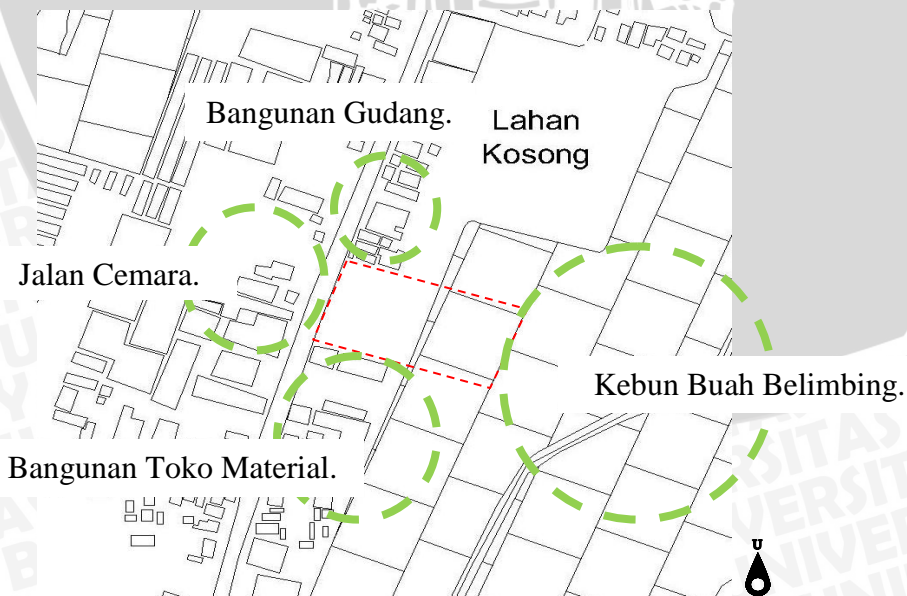 Bangunan Gudang.
Lahan
Kosong
Jalan Cemara.
Kebun Buah Belimbing.
Bangunan Toko Material.
U